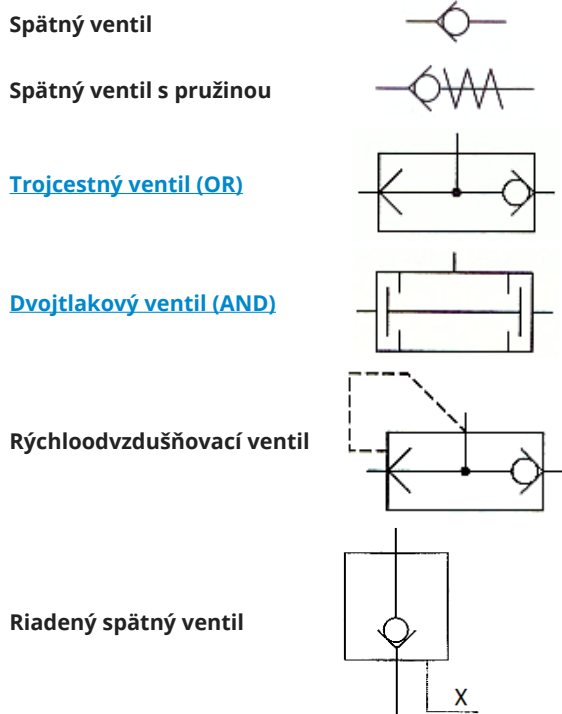 Spätný ventil
Spätný ventil s pružinou
Trojcestný ventil (OR)
Dvojtlakový ventil (AND)
Rýchloodvzdušňovací ventil
Riadený spätný ventil
X